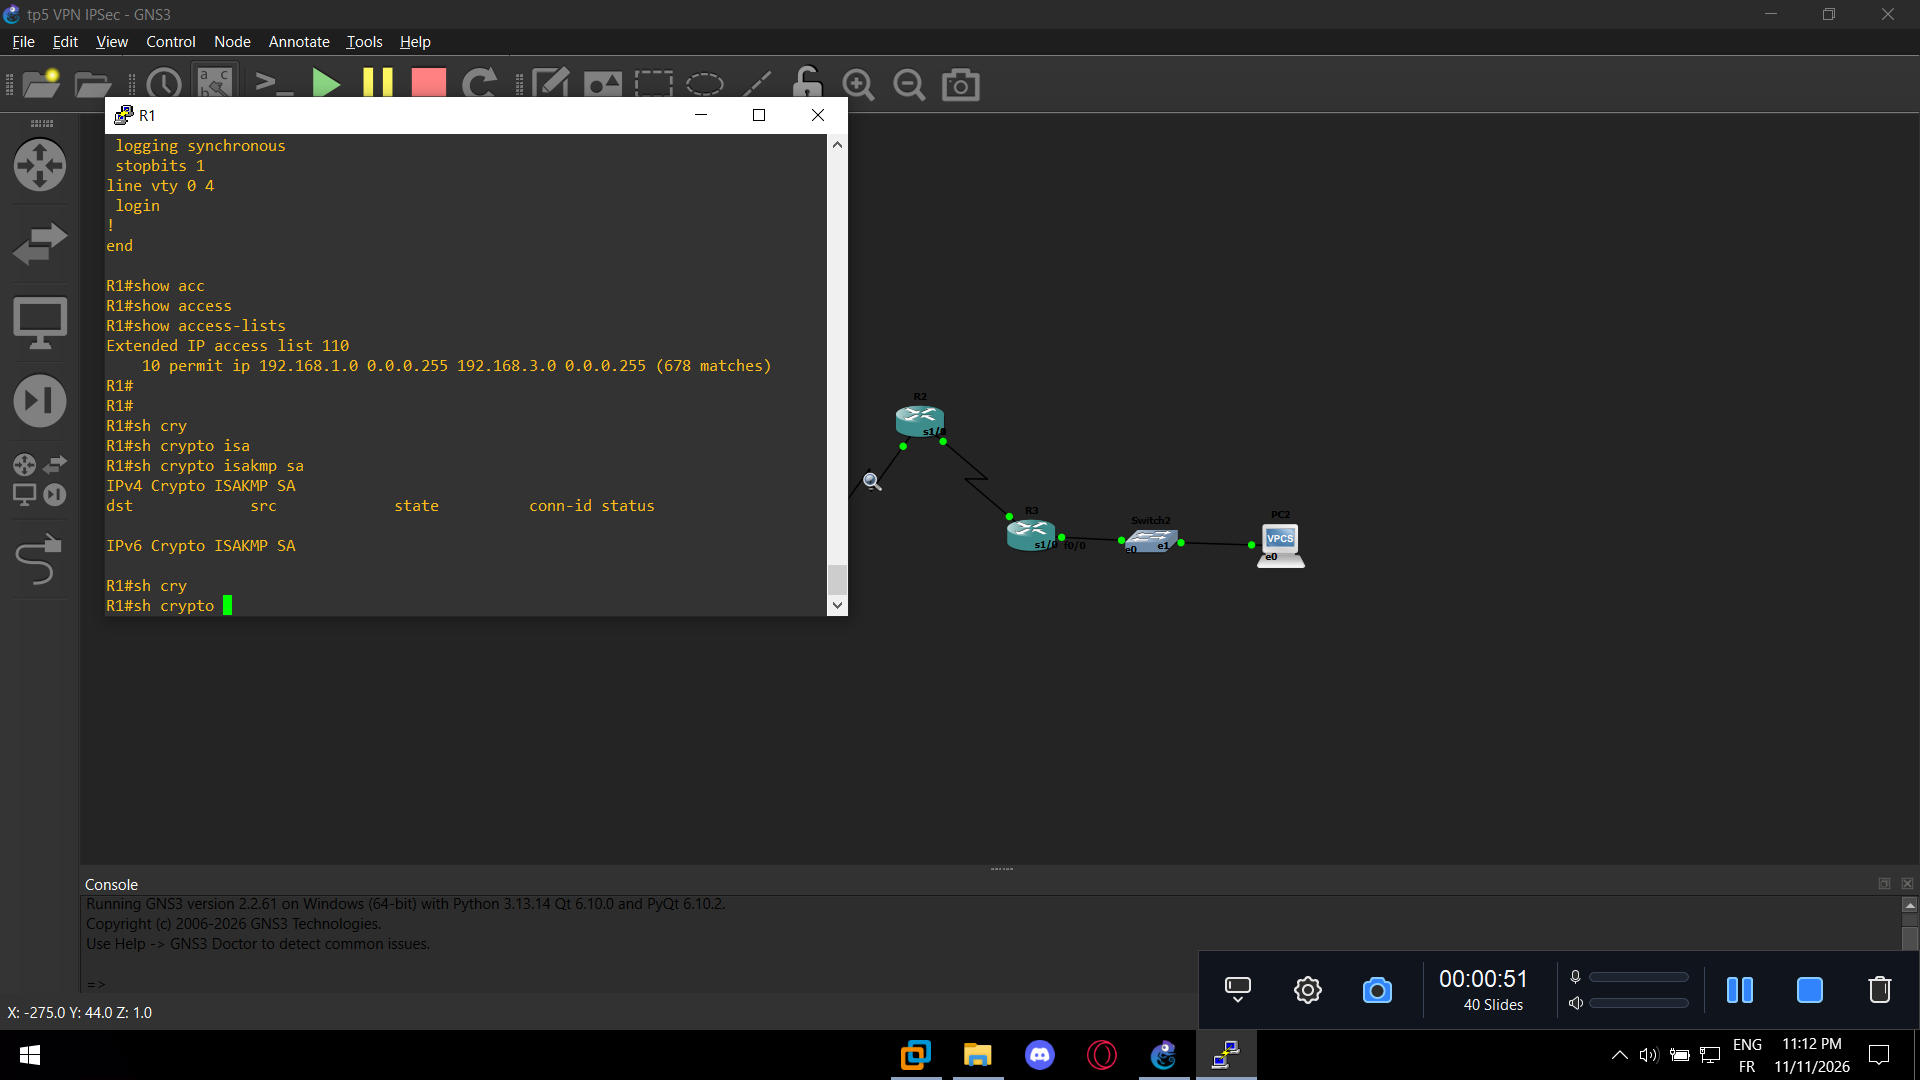 tp5 VPN IPSec - GNS3
File Edit View Control Node Annotate Tools Help
R1
 logging synchronous
 stopbits 1
line vty 0 4
 login
!
end
R1#show acc
R1#show access
R1#show access-lists
Extended IP access list 110
    10 permit ip 192.168.1.0 0.0.0.255 192.168.3.0 0.0.0.255 (678 matches)
R1#
R1#
R1#sh cry
R1#sh crypto isa
R1#sh crypto isakmp sa
IPv4 Crypto ISAKMP SA
dst             src             state          conn-id status
IPv6 Crypto ISAKMP SA
R1#sh cry
R1#sh crypto
R2
R3
s1/0 f0/0
Switch2
e0 e1
PC2
VPCS
e0
Console
Running GNS3 version 2.2.61 on Windows (64-bit) with Python 3.13.14 Qt 6.10.0 and PyQt 6.10.2.
Copyright (c) 2006-2026 GNS3 Technologies.
Use Help -> GNS3 Doctor to detect common issues.
=>
X: -275.0 Y: 44.0 Z: 1.0
00:00:51
40 Slides
ENG
FR
11:12 PM
11/11/2026